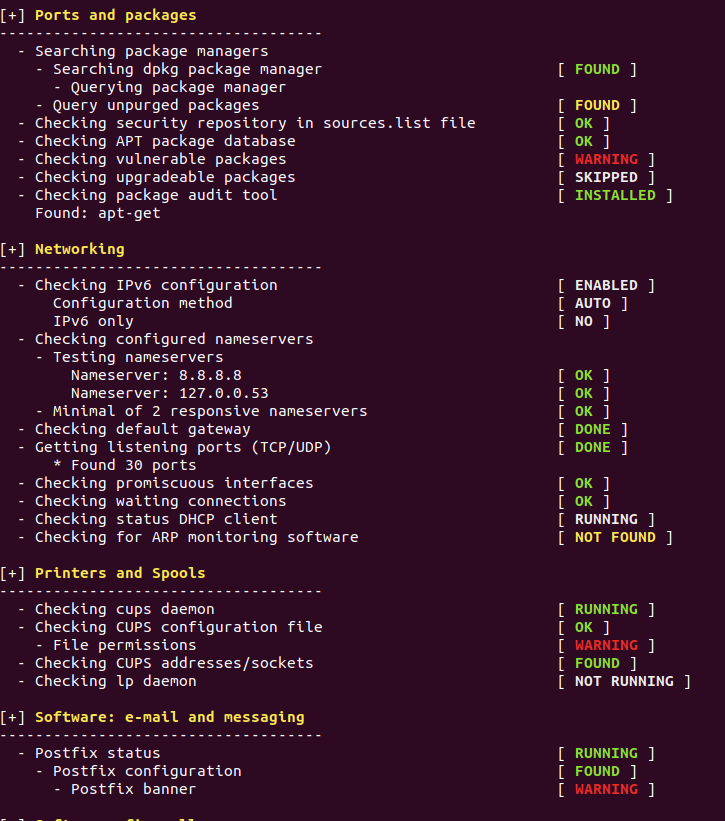 [+] Ports and packages
------------------------------------
  - Searching package managers
    - Searching dpkg package manager                          [ FOUND ]
      - Querying package manager
    - Query unpurged packages                                 [ FOUND ]
  - Checking security repository in sources.list file         [ OK ]
  - Checking APT package database                             [ OK ]
  - Checking vulnerable packages                              [ WARNING ]
  - Checking upgradeable packages                             [ SKIPPED ]
  - Checking package audit tool                               [ INSTALLED ]
    Found: apt-get

[+] Networking
------------------------------------
  - Checking IPv6 configuration                               [ ENABLED ]
      Configuration method                                    [ AUTO ]
      IPv6 only                                               [ NO ]
  - Checking configured nameservers
    - Testing nameservers
        Nameserver: 8.8.8.8                                   [ OK ]
        Nameserver: 127.0.0.53                                [ OK ]
    - Minimal of 2 responsive nameservers                     [ OK ]
  - Checking default gateway                                  [ DONE ]
  - Getting listening ports (TCP/UDP)                         [ DONE ]
      * Found 30 ports
  - Checking promiscuous interfaces                           [ OK ]
  - Checking waiting connections                              [ OK ]
  - Checking status DHCP client                               [ RUNNING ]
  - Checking for ARP monitoring software                      [ NOT FOUND ]

[+] Printers and Spools
------------------------------------
  - Checking cups daemon                                      [ RUNNING ]
  - Checking CUPS configuration file                          [ OK ]
    - File permissions                                        [ WARNING ]
  - Checking CUPS addresses/sockets                           [ FOUND ]
  - Checking lp daemon                                        [ NOT RUNNING ]

[+] Software: e-mail and messaging
------------------------------------
  - Postfix status                                            [ RUNNING ]
    - Postfix configuration                                   [ FOUND ]
      - Postfix banner                                        [ WARNING ]